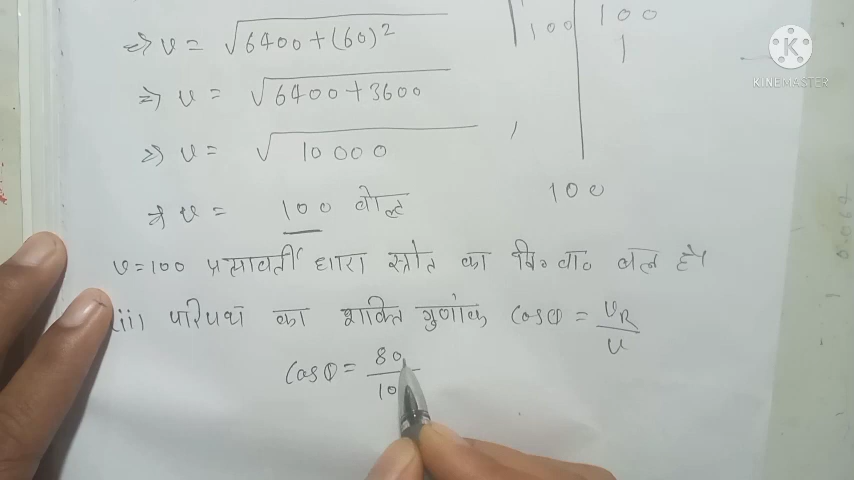 ⇒ v = √6400 + (60)²
⇒ v = √6400 + 3600
⇒ v = √10000
⇒ v = 100 वोल्ट
100
100
1
100
KINEMASTER
v = 100 प्रत्यावर्ती धारा स्त्रोत का वि० वा० बल है।
(ii) परिपथ का शक्ति गुणांक cosφ = VR/V
cosφ = 80/10